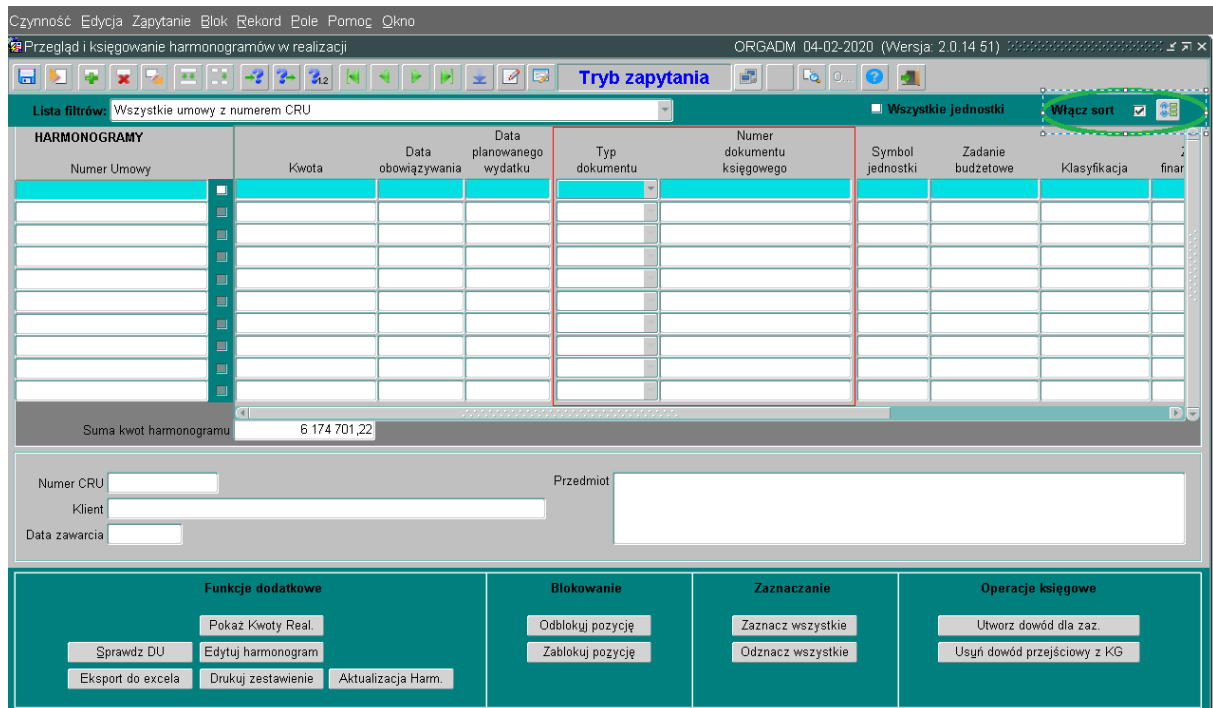 Czynność Edycja Zapytanie Blok Rekord Pole Pomoc Okno
Przegląd i księgowanie harmonogramów w realizacji ORGADM 04-02-2020 (Wersja: 2.0.14 51)
Tryb zapytania
Lista filtrów: Wszystkie umowy z numerem CRU Wszystkie jednostki Włącz sort
HARMONOGRAMY
Numer Umowy
Kwota
Data obowiązywania
Data planowanego wydatku
Typ dokumentu
Numer dokumentu księgowego
Symbol jednostki
Zadanie budżetowe
Klasyfikacja
Z finan
Suma kwot harmonogramu 6 174 701,22
Numer CRU
Przedmiot
Klient
Data zawarcia
Funkcje dodatkowe
Blokowanie
Zaznaczanie
Operacje księgowe
Pokaż Kwoty Real.
Odblokuj pozycję
Zaznacz wszystkie
Utworz dowód dla zaz.
Sprawdz DU
Edytuj harmonogram
Zablokuj pozycję
Odznacz wszystkie
Usuń dowód przejściowy z KG
Eksport do excela
Drukuj zestawienie
Aktualizacja Harm.